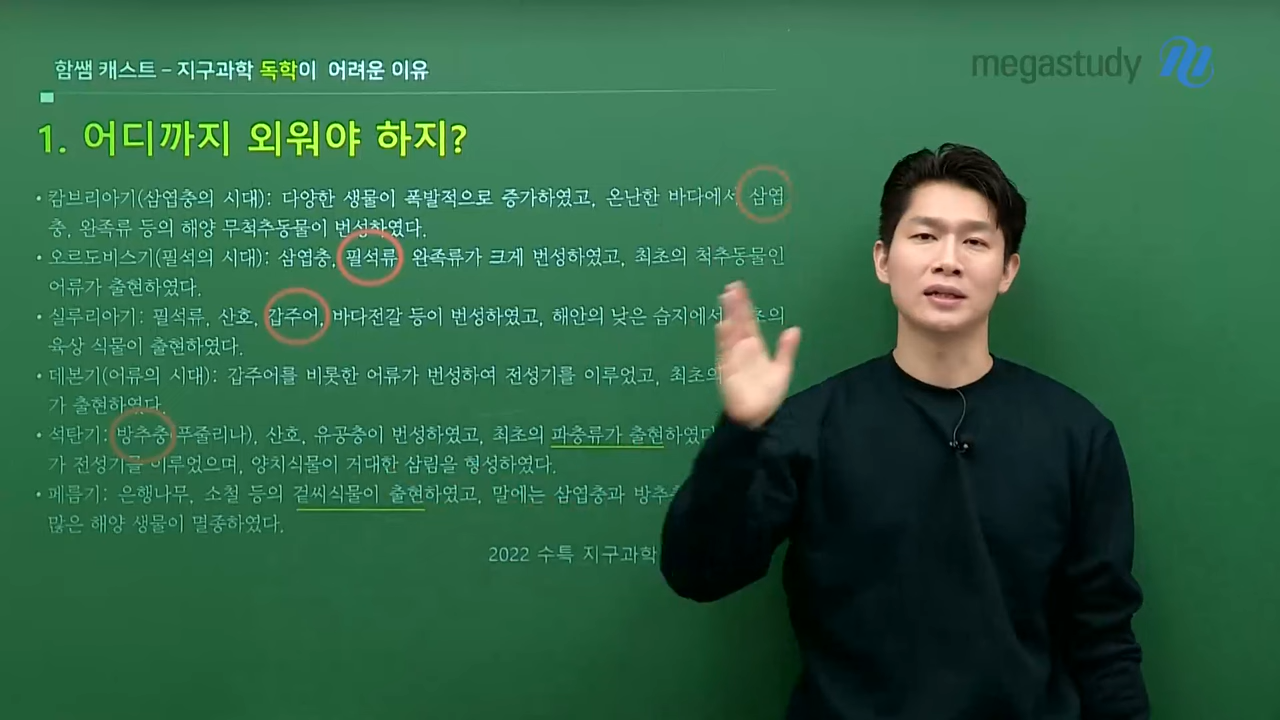 함쌤 캐스트 – 지구과학 독학이 어려운 이유
megastudy
1. 어디까지 외워야 하지?
• 캄브리아기(삼엽충의 시대): 다양한 생물이 폭발적으로 증가하였고, 온난한 바다에서 삼엽
충, 완족류 등의 해양 무척추동물이 번성하였다.
• 오르도비스기(필석의 시대): 삼엽충, 필석류, 완족류가 크게 번성하였고, 최초의 척추동물인
어류가 출현하였다.
• 실루리아기: 필석류, 산호, 갑주어, 바다전갈 등이 번성하였고, 해안의 낮은 습지에서
육상 식물이 출현하였다.
• 데본기(어류의 시대): 갑주어를 비롯한 어류가 번성하여 전성기를 이루었고, 최초의
가 출현하였다.
• 석탄기: 방추충(푸줄리나), 산호, 유공충이 번성하였고, 최초의 파충류가 출현하였다
가 전성기를 이루었으며, 양치식물이 거대한 삼림을 형성하였다.
• 페름기: 은행나무, 소철 등의 겉씨식물이 출현하였고, 말에는 삼엽충과 방추
많은 해양 생물이 멸종하였다.
2022 수특 지구과학